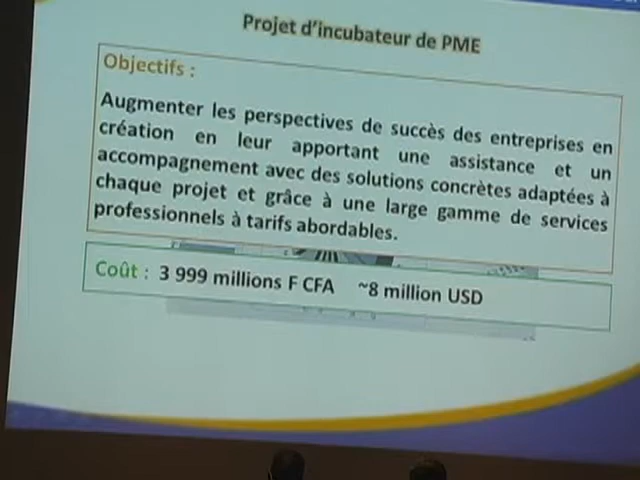 Projet d'incubateur de PME
Objectifs :
Augmenter les perspectives de succès des entreprises en
création en leur apportant une assistance et un
accompagnement avec des solutions concrètes adaptées à
chaque projet et grâce à une large gamme de services
professionnels à tarifs abordables.
Coût : 3 999 millions F CFA ~8 million USD